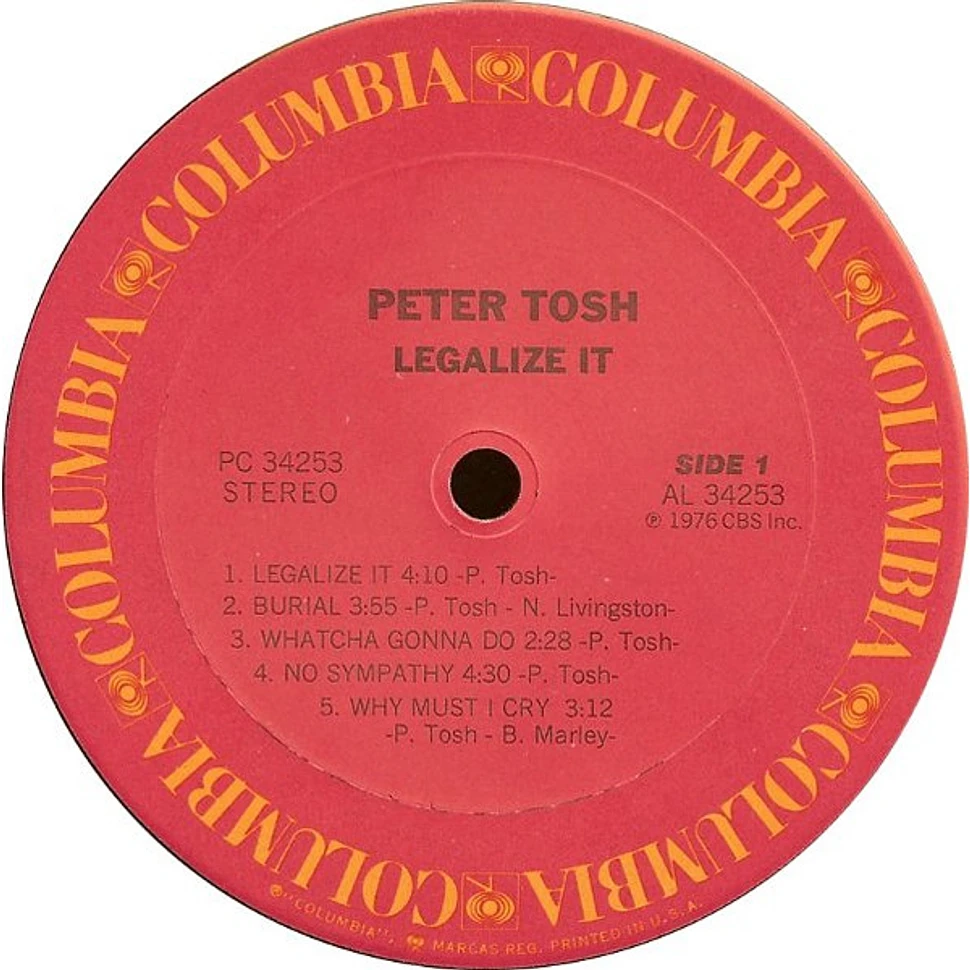 COLUMBIA COLUMBIA COLUMBIA COLUMBIA COLUMBIA COLUMBIA
PETER TOSH
LEGALIZE IT
PC 34253
STEREO
SIDE 1
AL 34253
℗ 1976 CBS Inc.
1. LEGALIZE IT 4:10 -P. Tosh-
2. BURIAL 3:55 -P. Tosh - N. Livingston-
3. WHATCHA GONNA DO 2:28 -P. Tosh-
4. NO SYMPATHY 4:30 -P. Tosh-
5. WHY MUST I CRY 3:12
-P. Tosh - B. Marley-
® "COLUMBIA", MARCAS REG. PRINTED IN U.S.A.